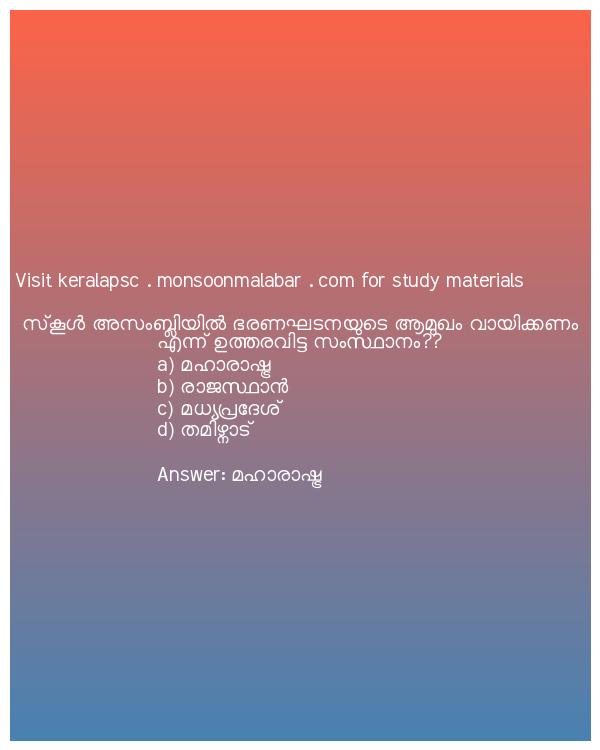 Visit keralapsc . monsoonmalabar . com for study materials
സ്കൂൾ അസംബ്ലിയിൽ ഭരണഘടനയുടെ ആമുഖം വായിക്കണം
എന്ന് ഉത്തരവിട്ട സംസ്ഥാനം??
a) മഹാരാഷ്ട്ര
b) രാജസ്ഥാൻ
c) മധ്യപ്രദേശ്
d) തമിഴ്നാട്
Answer: മഹാരാഷ്ട്ര